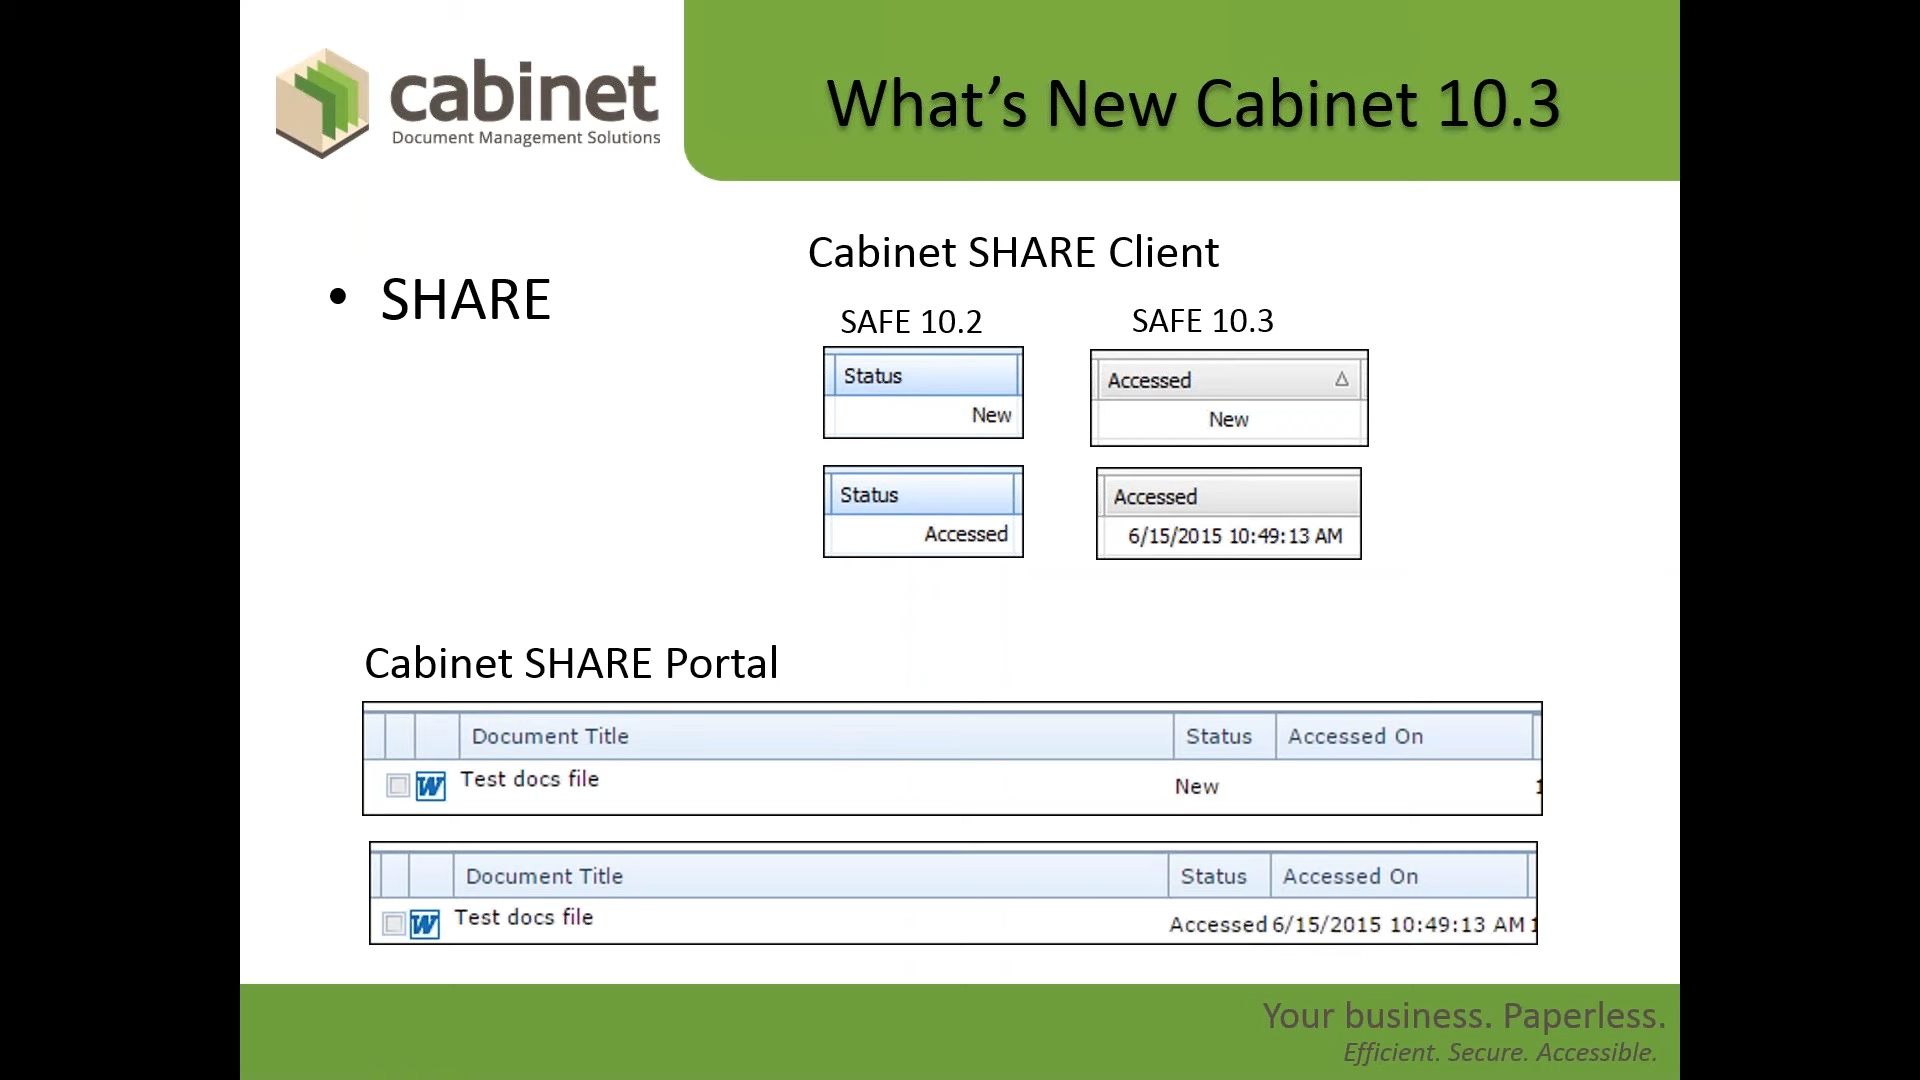 cabinet
Document Management Solutions
What's New Cabinet 10.3
• SHARE
Cabinet SHARE Client
SAFE 10.2
SAFE 10.3
Status
New
Accessed △
New
Status
Accessed
Accessed
6/15/2015 10:49:13 AM
Cabinet SHARE Portal
Document Title Status Accessed On
W Test docs file New
Document Title Status Accessed On
W Test docs file Accessed 6/15/2015 10:49:13 AM 1
Your business. Paperless.
Efficient. Secure. Accessible.